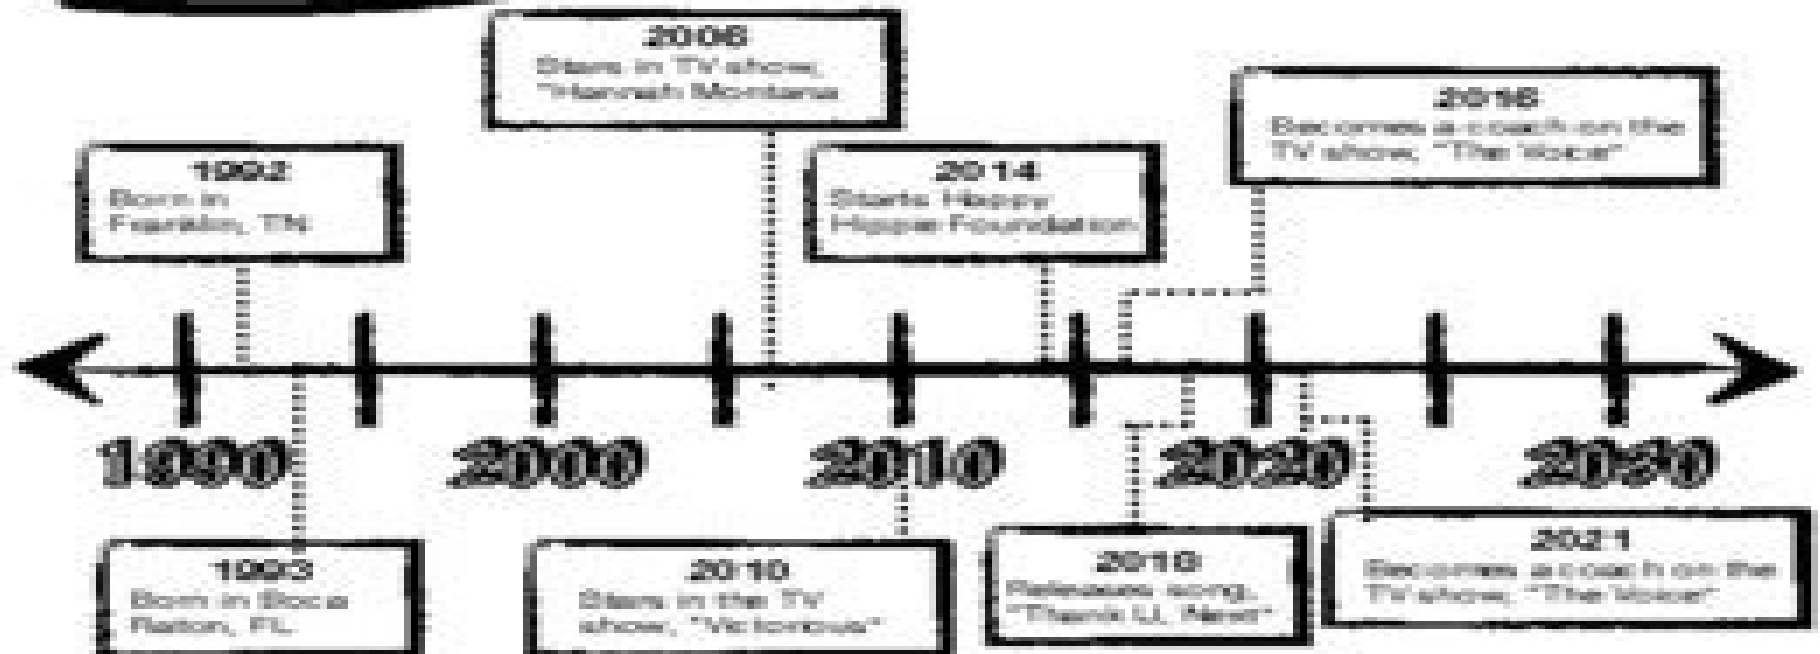 2006
Stars in TV show,
"Hannah Montana
2016
Becomes a coach on the
TV show, "The Voice"
1992
Born in
Franklin, TN
2014
Starts Happy
Hippie Foundation
1990 2000 2010 2020 2030
1993
Born in Boca
Raton, FL
2010
Stars in the TV
show, "Victorious"
2018
Releases song,
"Thank U, Next"
2021
Becomes a coach on the
TV show, "The Voice"